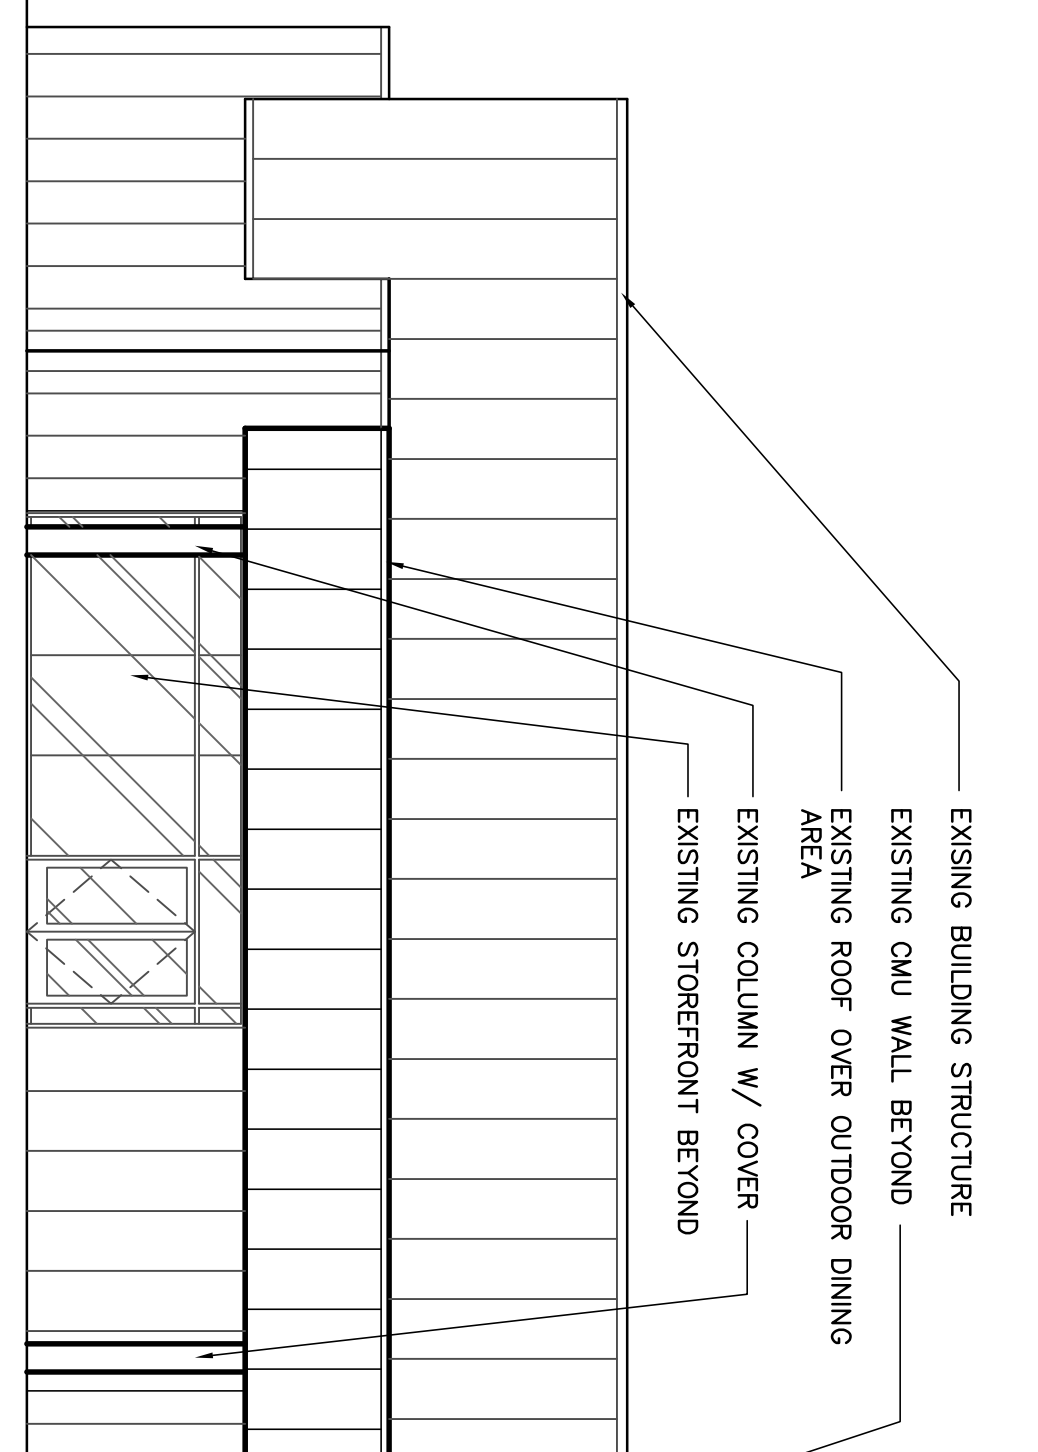 EXISING BUILDING STRUCTURE
EXISTING CMU WALL BEYOND
EXISTING ROOF OVER OUTDOOR DINING
AREA
EXISTING COLUMN W/ COVER
EXISTING STOREFRONT BEYOND